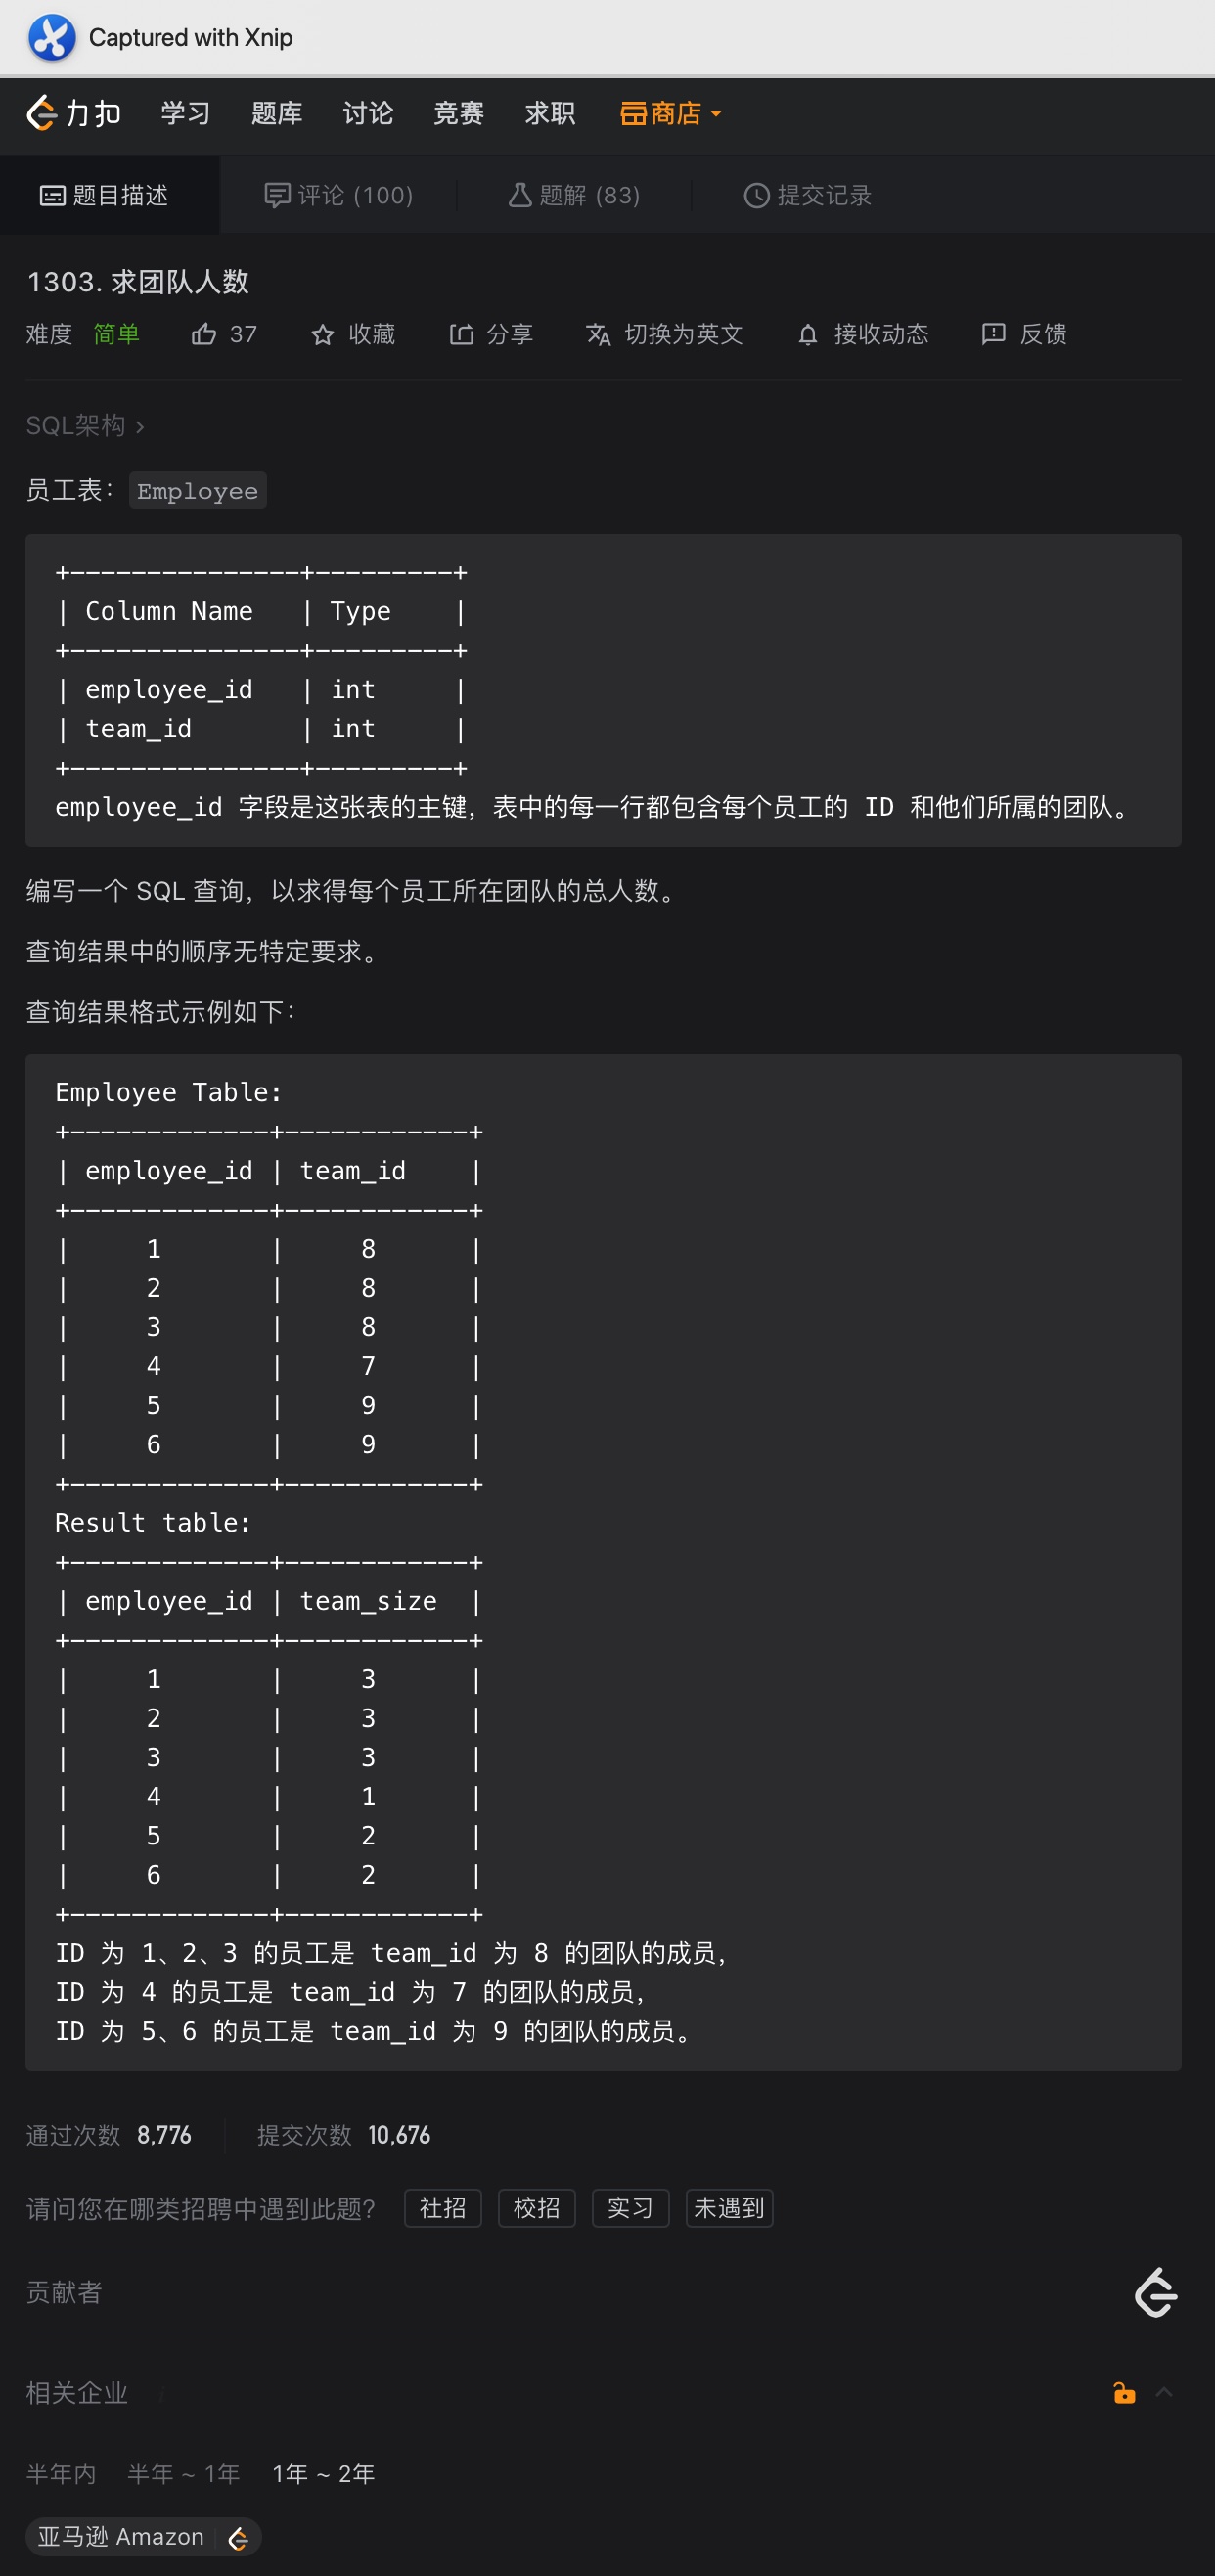 Captured with Xnip
力扣 学习 题库 讨论 竞赛 求职 商店
题目描述 评论 (100) 题解 (83) 提交记录
1303. 求团队人数
难度 简单 37 收藏 分享 切换为英文 接收动态 反馈
SQL架构 >
员工表： Employee
+---------------+---------+
| Column Name   | Type    |
+---------------+---------+
| employee_id   | int     |
| team_id       | int     |
+---------------+---------+
employee_id 字段是这张表的主键，表中的每一行都包含每个员工的 ID 和他们所属的团队。
编写一个 SQL 查询，以求得每个员工所在团队的总人数。
查询结果中的顺序无特定要求。
查询结果格式示例如下：
Employee Table:
+-------------+------------+
| employee_id | team_id    |
+-------------+------------+
|     1       |     8      |
|     2       |     8      |
|     3       |     8      |
|     4       |     7      |
|     5       |     9      |
|     6       |     9      |
+-------------+------------+
Result table:
+-------------+------------+
| employee_id | team_size  |
+-------------+------------+
|     1       |     3      |
|     2       |     3      |
|     3       |     3      |
|     4       |     1      |
|     5       |     2      |
|     6       |     2      |
+-------------+------------+
ID 为 1、2、3 的员工是 team_id 为 8 的团队的成员，
ID 为 4 的员工是 team_id 为 7 的团队的成员，
ID 为 5、6 的员工是 team_id 为 9 的团队的成员。
通过次数 8,776 提交次数 10,676
请问您在哪类招聘中遇到此题？ 社招 校招 实习 未遇到
贡献者
相关企业 i
半年内 半年 ~ 1年 1年 ~ 2年
亚马逊 Amazon